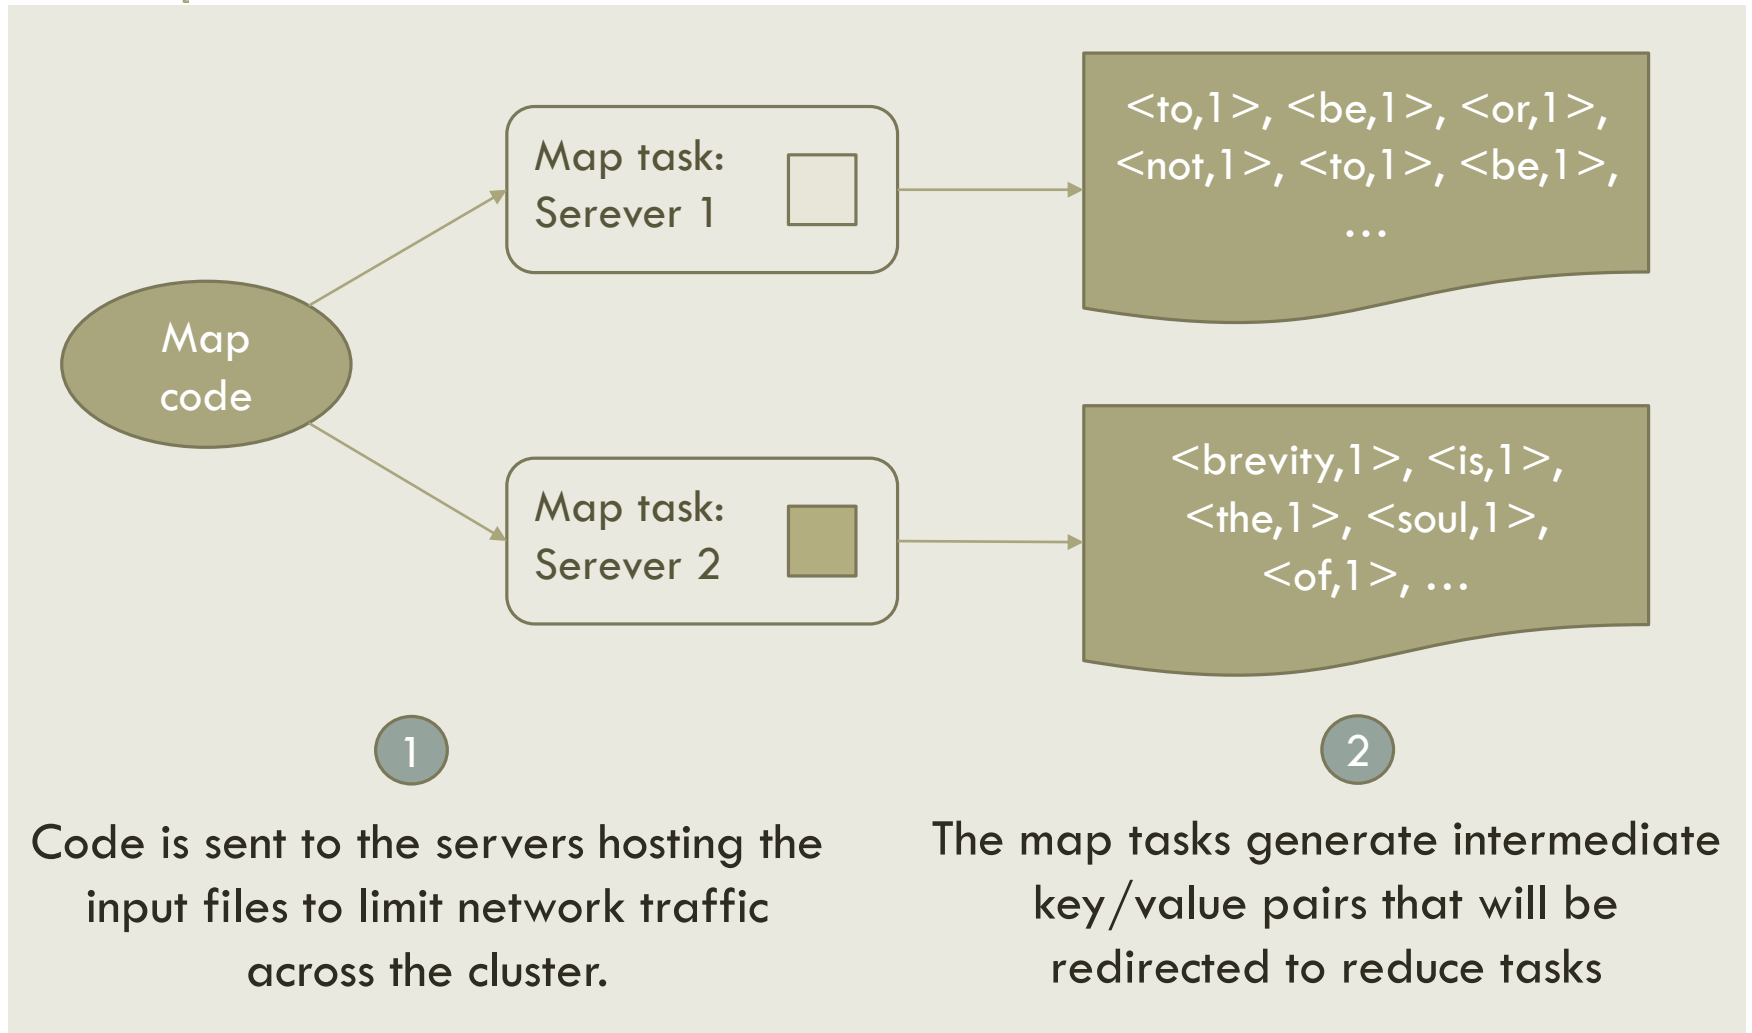 Map
code
Map task:
Serever 1
<to,1>, <be,1>, <or,1>,
<not,1>, <to,1>, <be,1>,
…
Map task:
Serever 2
<brevity,1>, <is,1>,
<the,1>, <soul,1>,
<of,1>, …
1
Code is sent to the servers hosting the
input files to limit network traffic
across the cluster.
2
The map tasks generate intermediate
key/value pairs that will be
redirected to reduce tasks